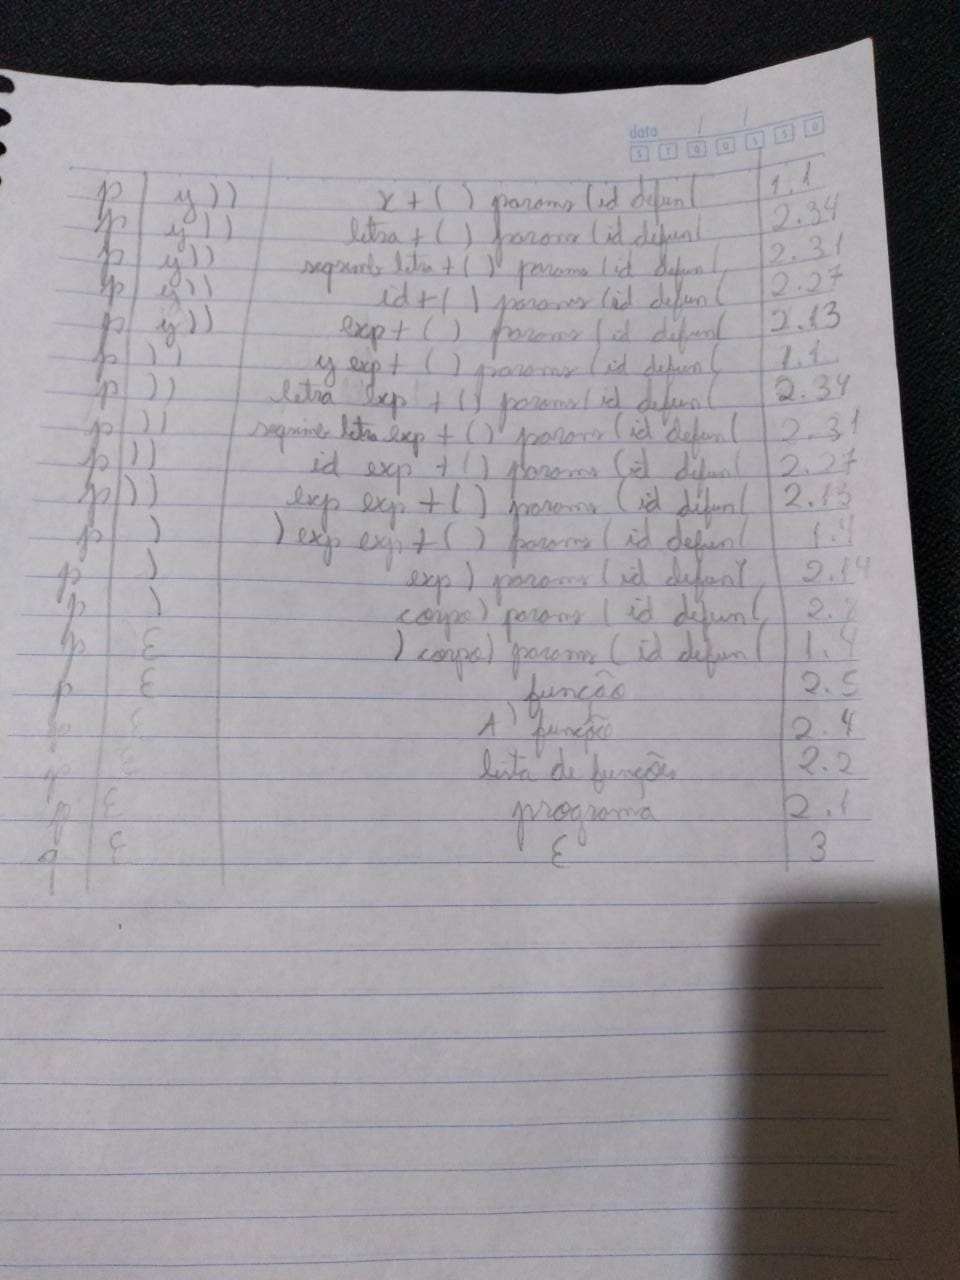 data / /
S T Q Q S S D
p | y)) | x + ( ) params ( id defun ( | 1.1
p | y)) | letra + ( ) params ( id defun ( | 2.34
p | y)) | letra + ( ) params ( id defun ( | 2.31
p | y)) | id + ( ) params ( id defun ( | 2.27
p | y)) | exp + ( ) params ( id defun ( | 2.13
p | )) | y exp + ( ) params ( id defun ( | 1.1
p | )) | letra exp + ( ) params ( id defun ( | 2.34
p | )) | letra exp + ( ) params ( id defun ( | 2.31
p | )) | id exp + ( ) params ( id defun ( | 2.27
p | )) | exp exp + ( ) params ( id defun ( | 2.13
p | ) | ) exp exp + ( ) params ( id defun ( | 1.4
p | ) | exp ) params ( id defun ( | 2.14
p | ) | corpo ) params ( id defun ( | 2.
p | ε | ) corpo ) params ( id defun ( | 1.4
p | ε | função | 2.5
p | ε | função | 2.4
p | ε | lista de funções | 2.2
p | ε | programa | 2.1
q | ε | ε | 3